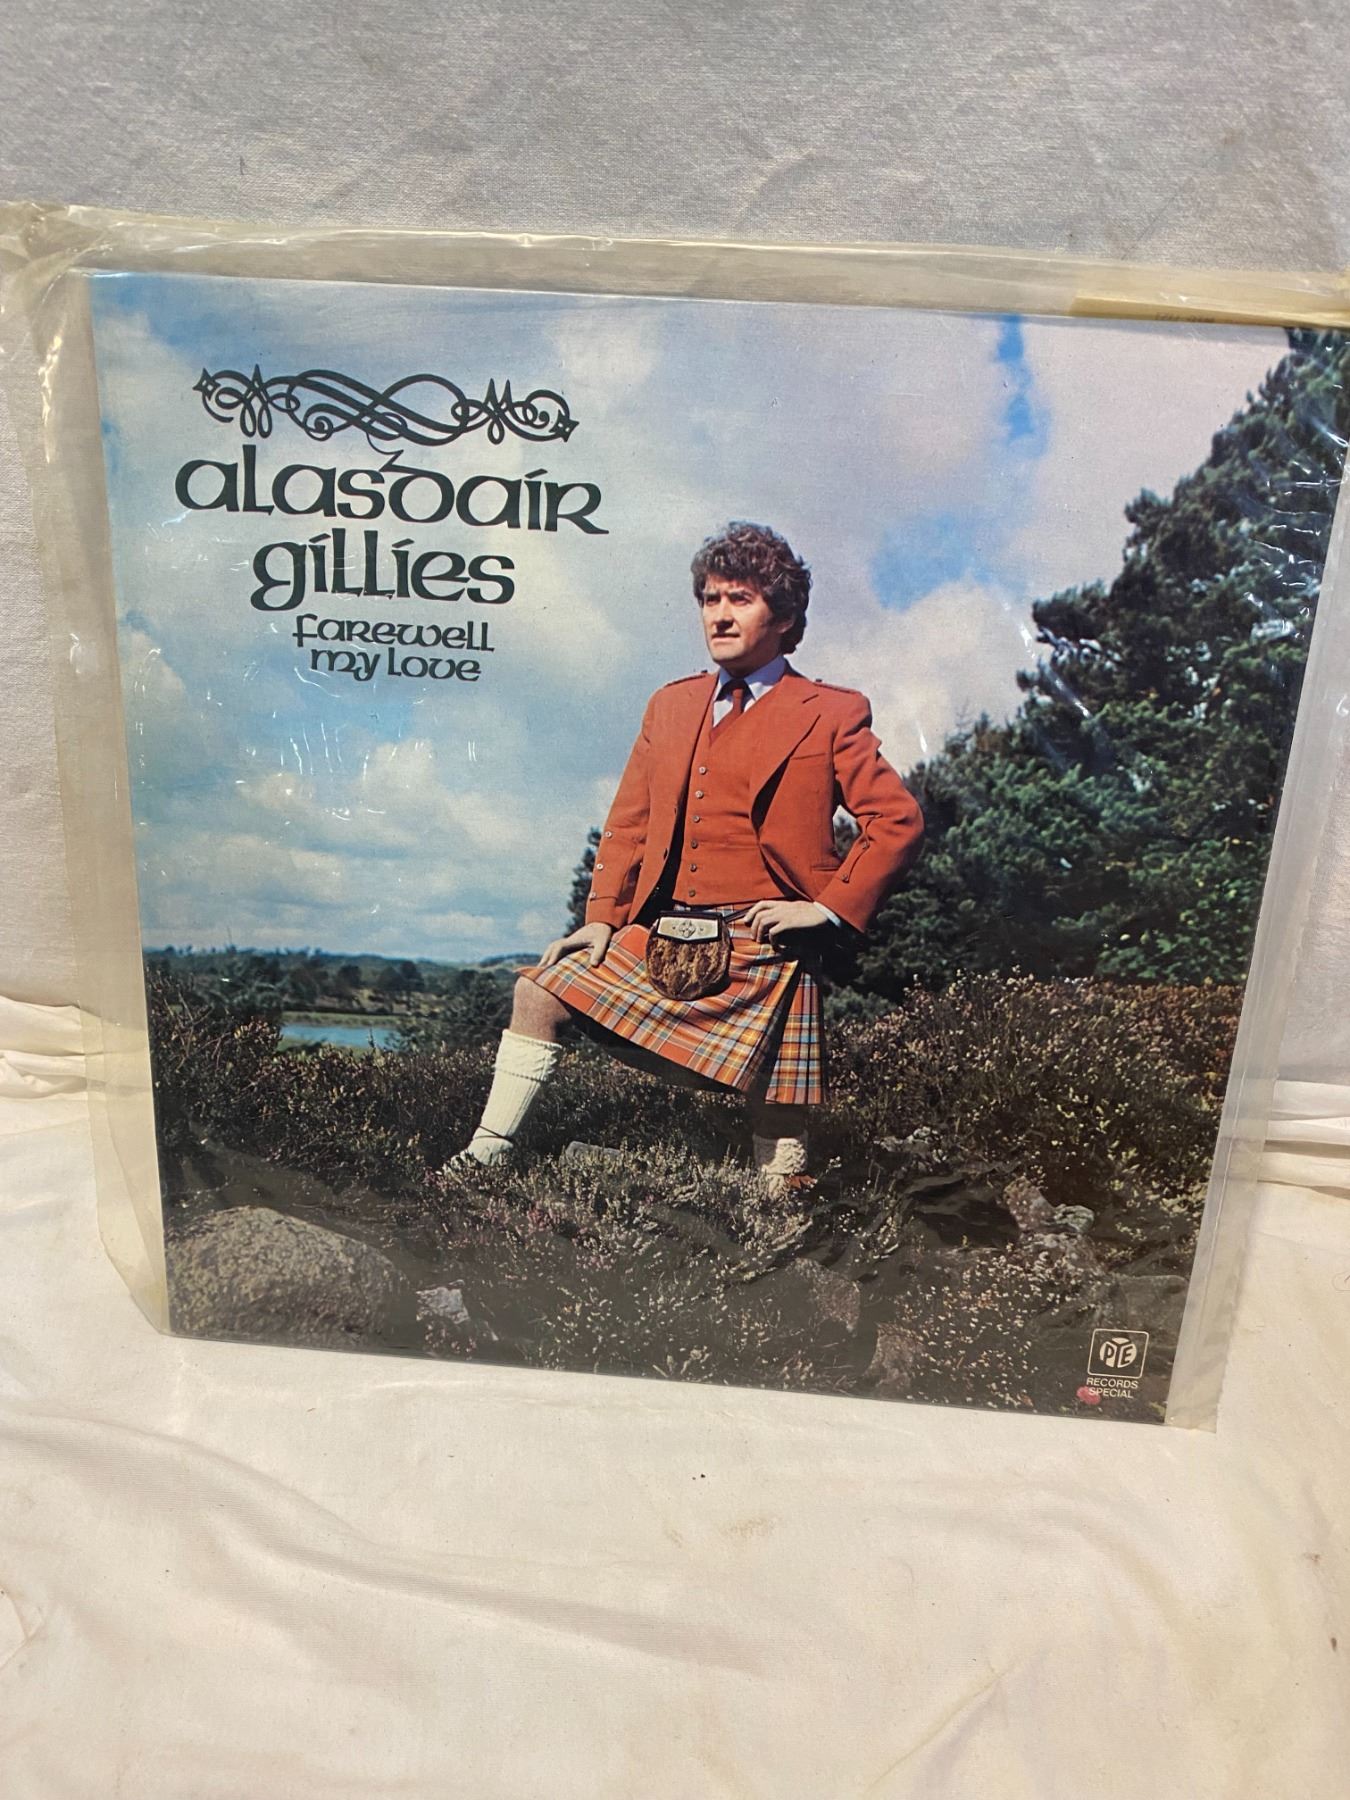 alasdair
gillies
farewell
my love
PYE
RECORDS
SPECIAL